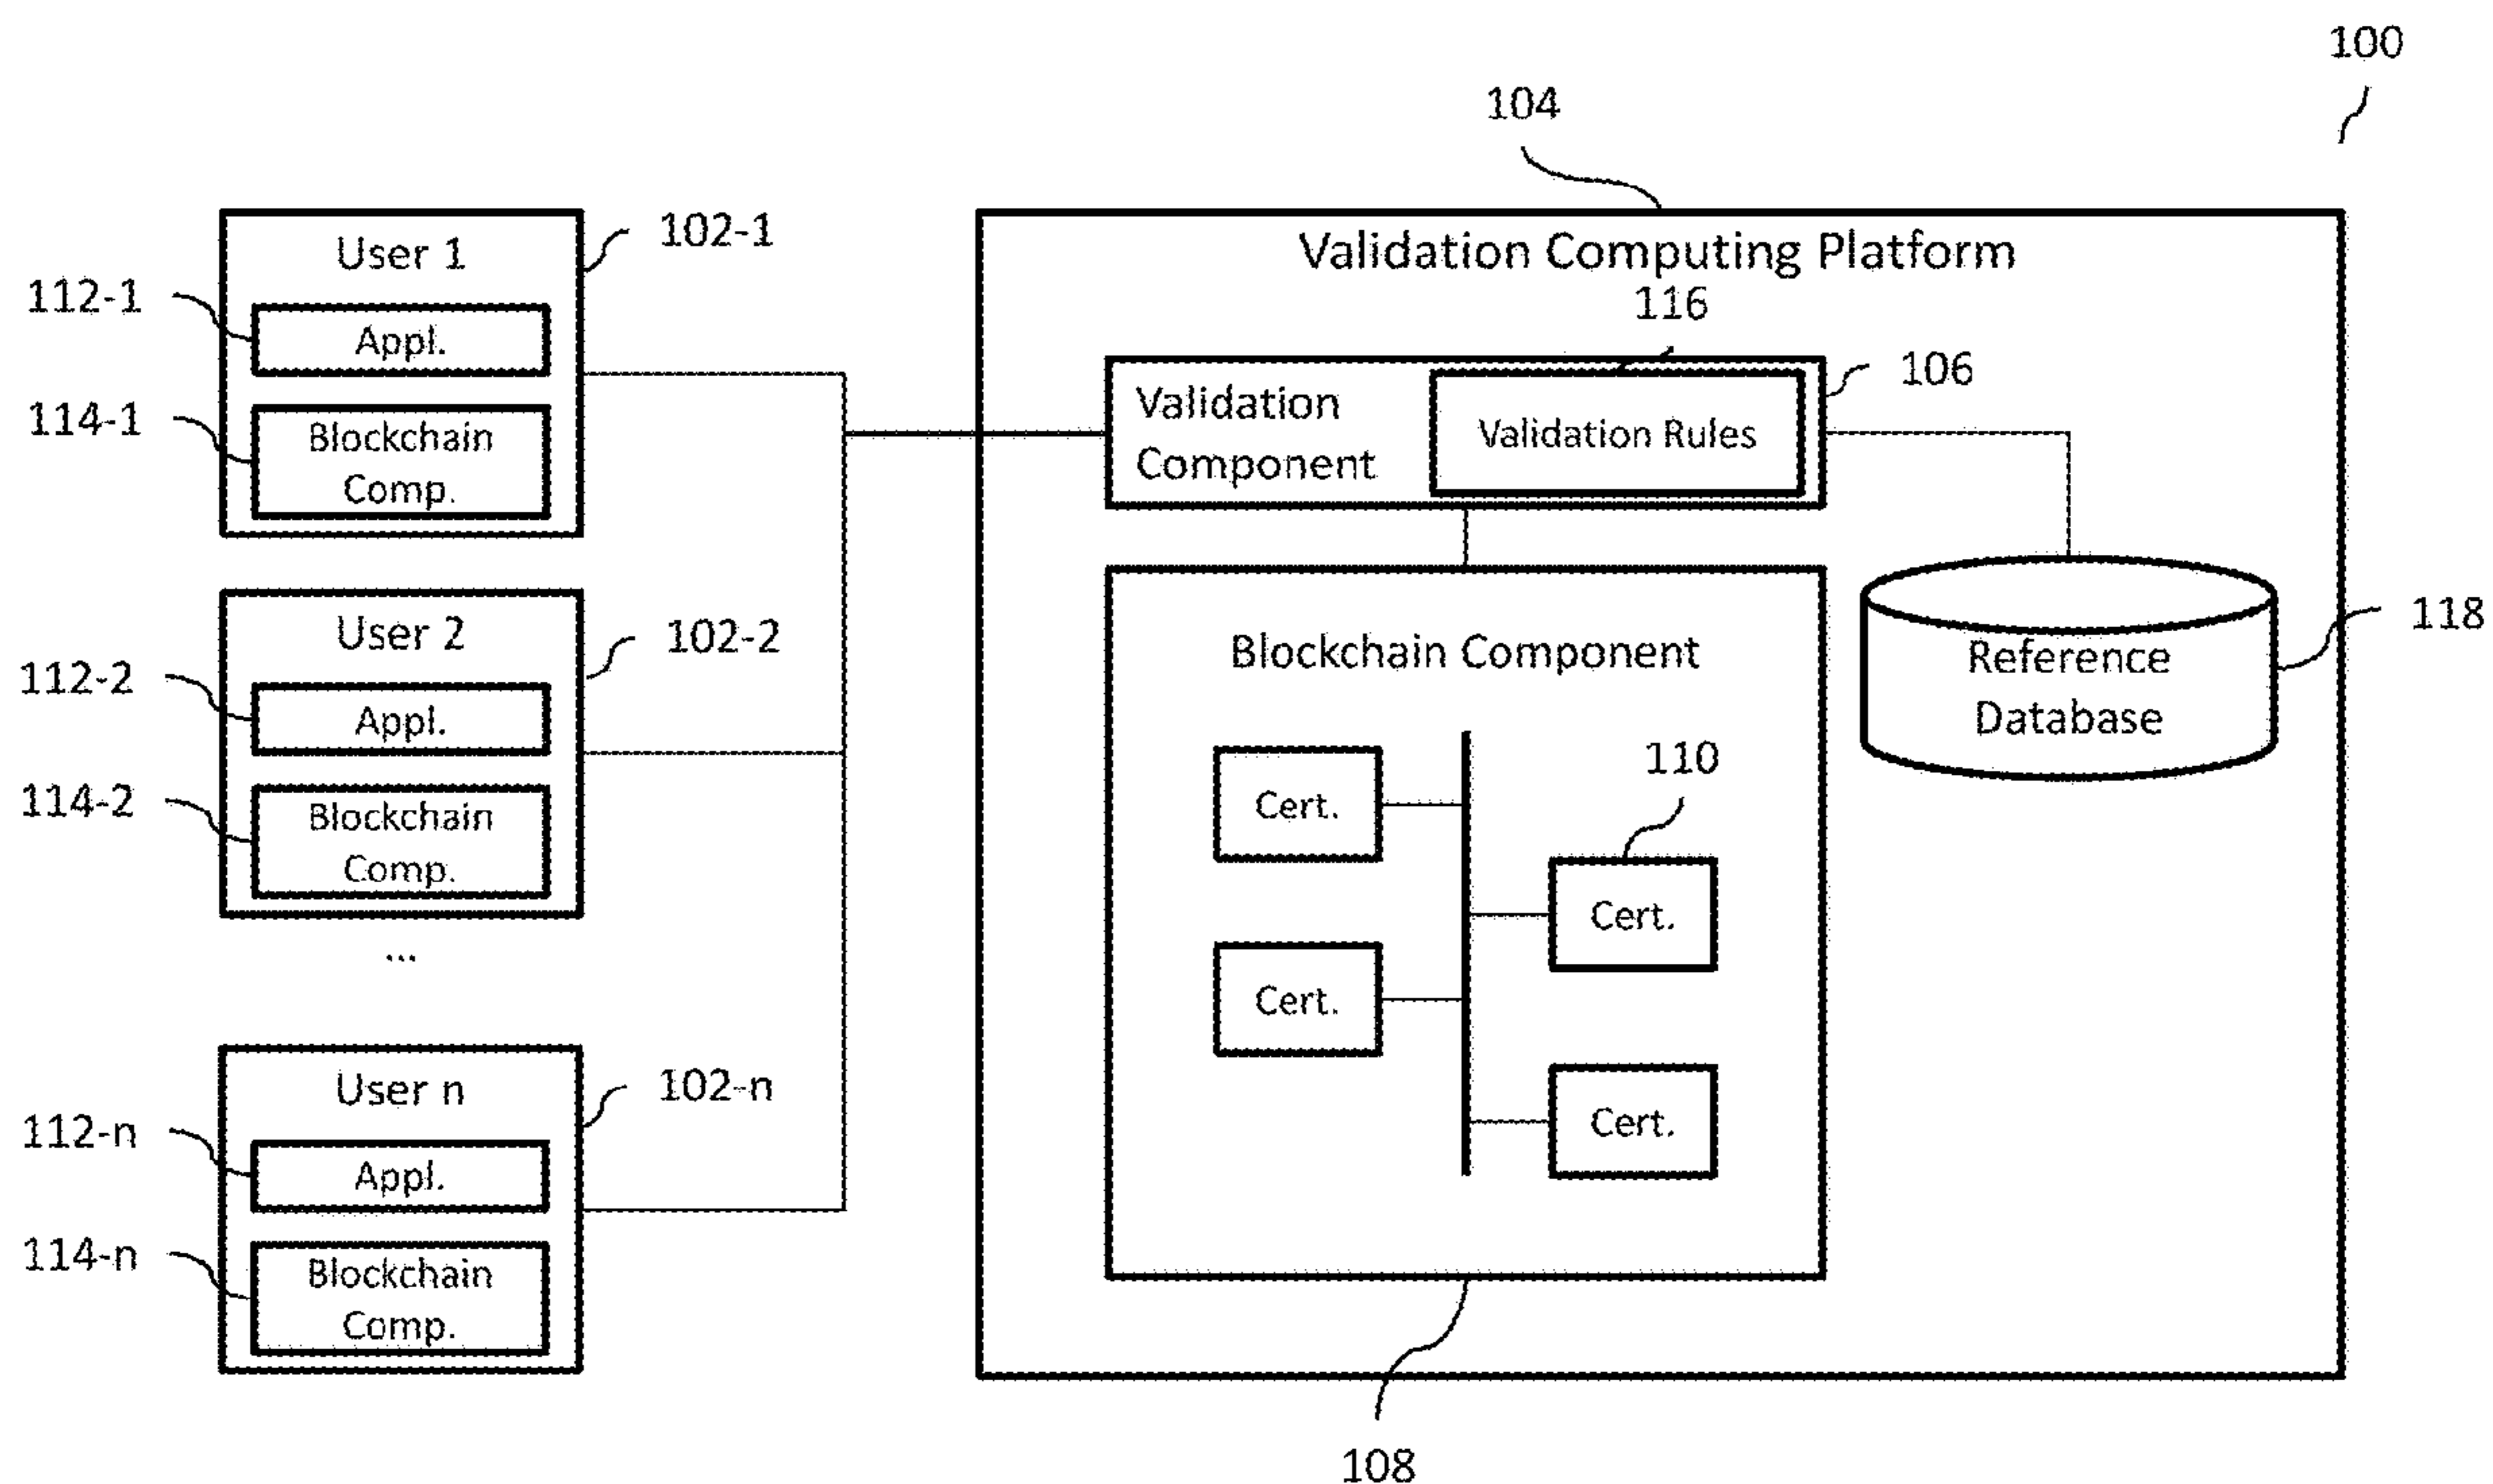 100
104
User 1
102-1
112-1
Appl.
114-1
Blockchain
Comp.
User 2
102-2
112-2
Appl.
114-2
Blockchain
Comp.
...
User n
102-n
112-n
Appl.
114-n
Blockchain
Comp.
Validation Computing Platform
116
106
Validation
Component
Validation Rules
Blockchain Component
118
Reference
Database
110
Cert.
Cert.
Cert.
Cert.
108